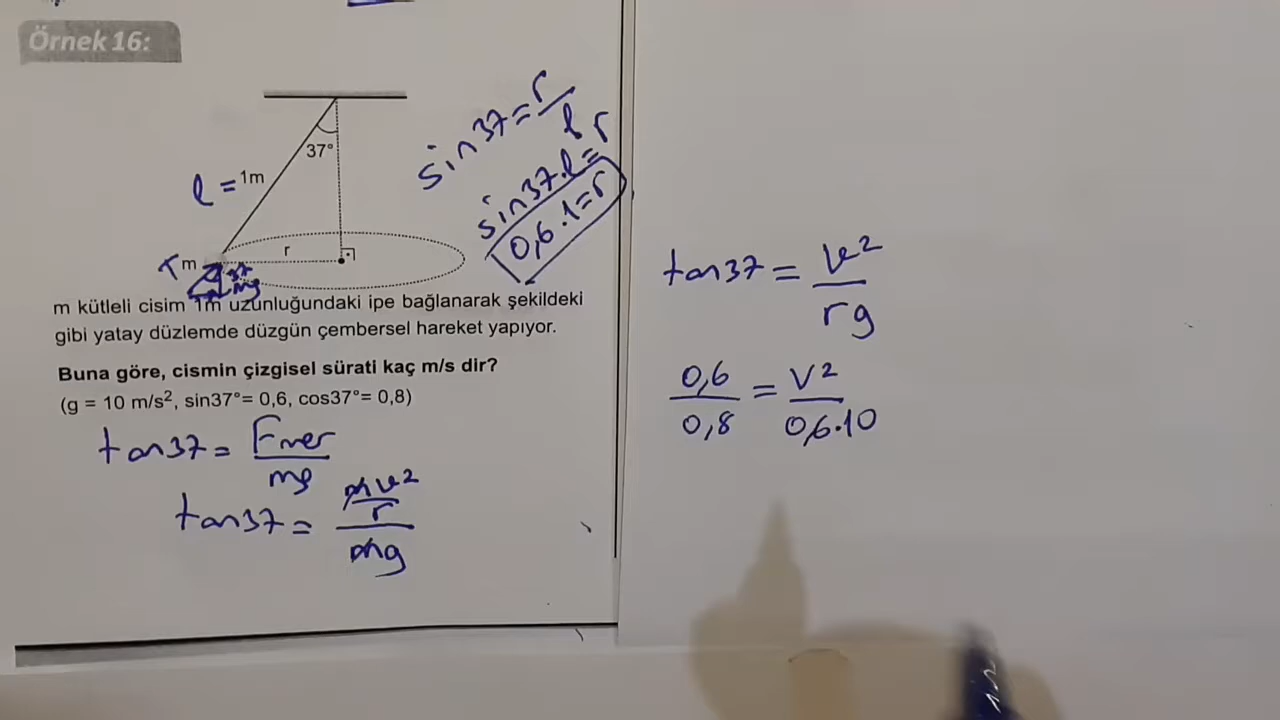 Örnek 16:
37°
l = 1m
r
T m
37
mg
m kütleli cisim 1m uzunluğundaki ipe bağlanarak şekildeki
gibi yatay düzlemde düzgün çembersel hareket yapıyor.
Buna göre, cismin çizgisel sürati kaç m/s dir?
(g = 10 m/s², sin37°= 0,6, cos37°= 0,8)
tan37 = Fmer / mg
tan37 = mv² / r / mg
sin37 = r / l
sin37.l = r
0,6.1 = r
tan37 = v² / rg
0,6 / 0,8 = v² / 0,6.10